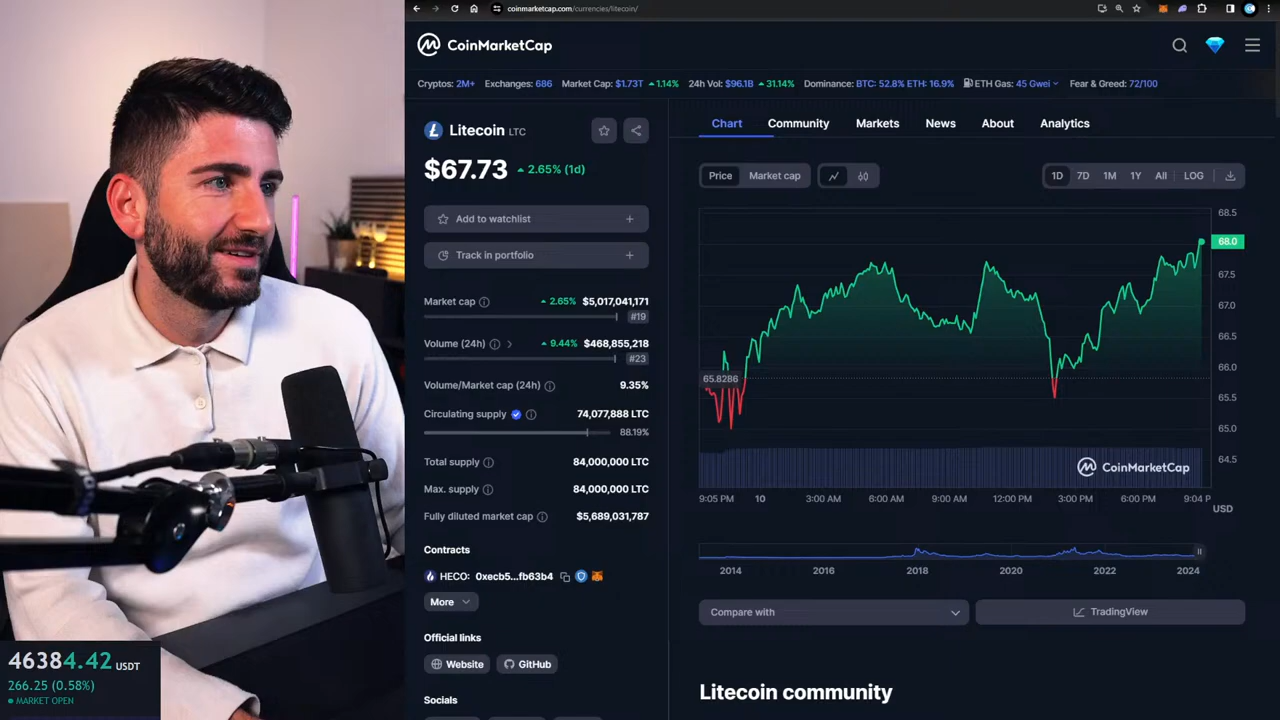 coinmarketcap.com/currencies/litecoin/
CoinMarketCap
Cryptos: 2M+ Exchanges: 686 Market Cap: $1.73T 1.14% 24h Vol: $96.1B 31.14% Dominance: BTC: 52.8% ETH: 16.9% ETH Gas: 45 Gwei Fear & Greed: 72/100
Litecoin LTC
$67.73 2.65% (1d)
Add to watchlist +
Track in portfolio +
Market cap 2.65% $5,017,041,171
#19
Volume (24h) 9.44% $468,855,218
#23
Volume/Market cap (24h) 9.35%
Circulating supply 74,077,888 LTC
88.19%
Total supply 84,000,000 LTC
Max. supply 84,000,000 LTC
Fully diluted market cap $5,689,031,787
Contracts
HECO: 0xecb5...fb63b4
More
Official links
Website GitHub
Socials
Chart Community Markets News About Analytics
Price Market cap 1D 7D 1M 1Y All LOG
68.5
68.0
67.5
67.0
66.5
66.0
65.8286
65.5
65.0
64.5
CoinMarketCap
9:05 PM 10 3:00 AM 6:00 AM 9:00 AM 12:00 PM 3:00 PM 6:00 PM 9:04 P
USD
2014 2016 2018 2020 2022 2024
Compare with TradingView
Litecoin community
46384.42 USDT
266.25 (0.58%)
MARKET OPEN